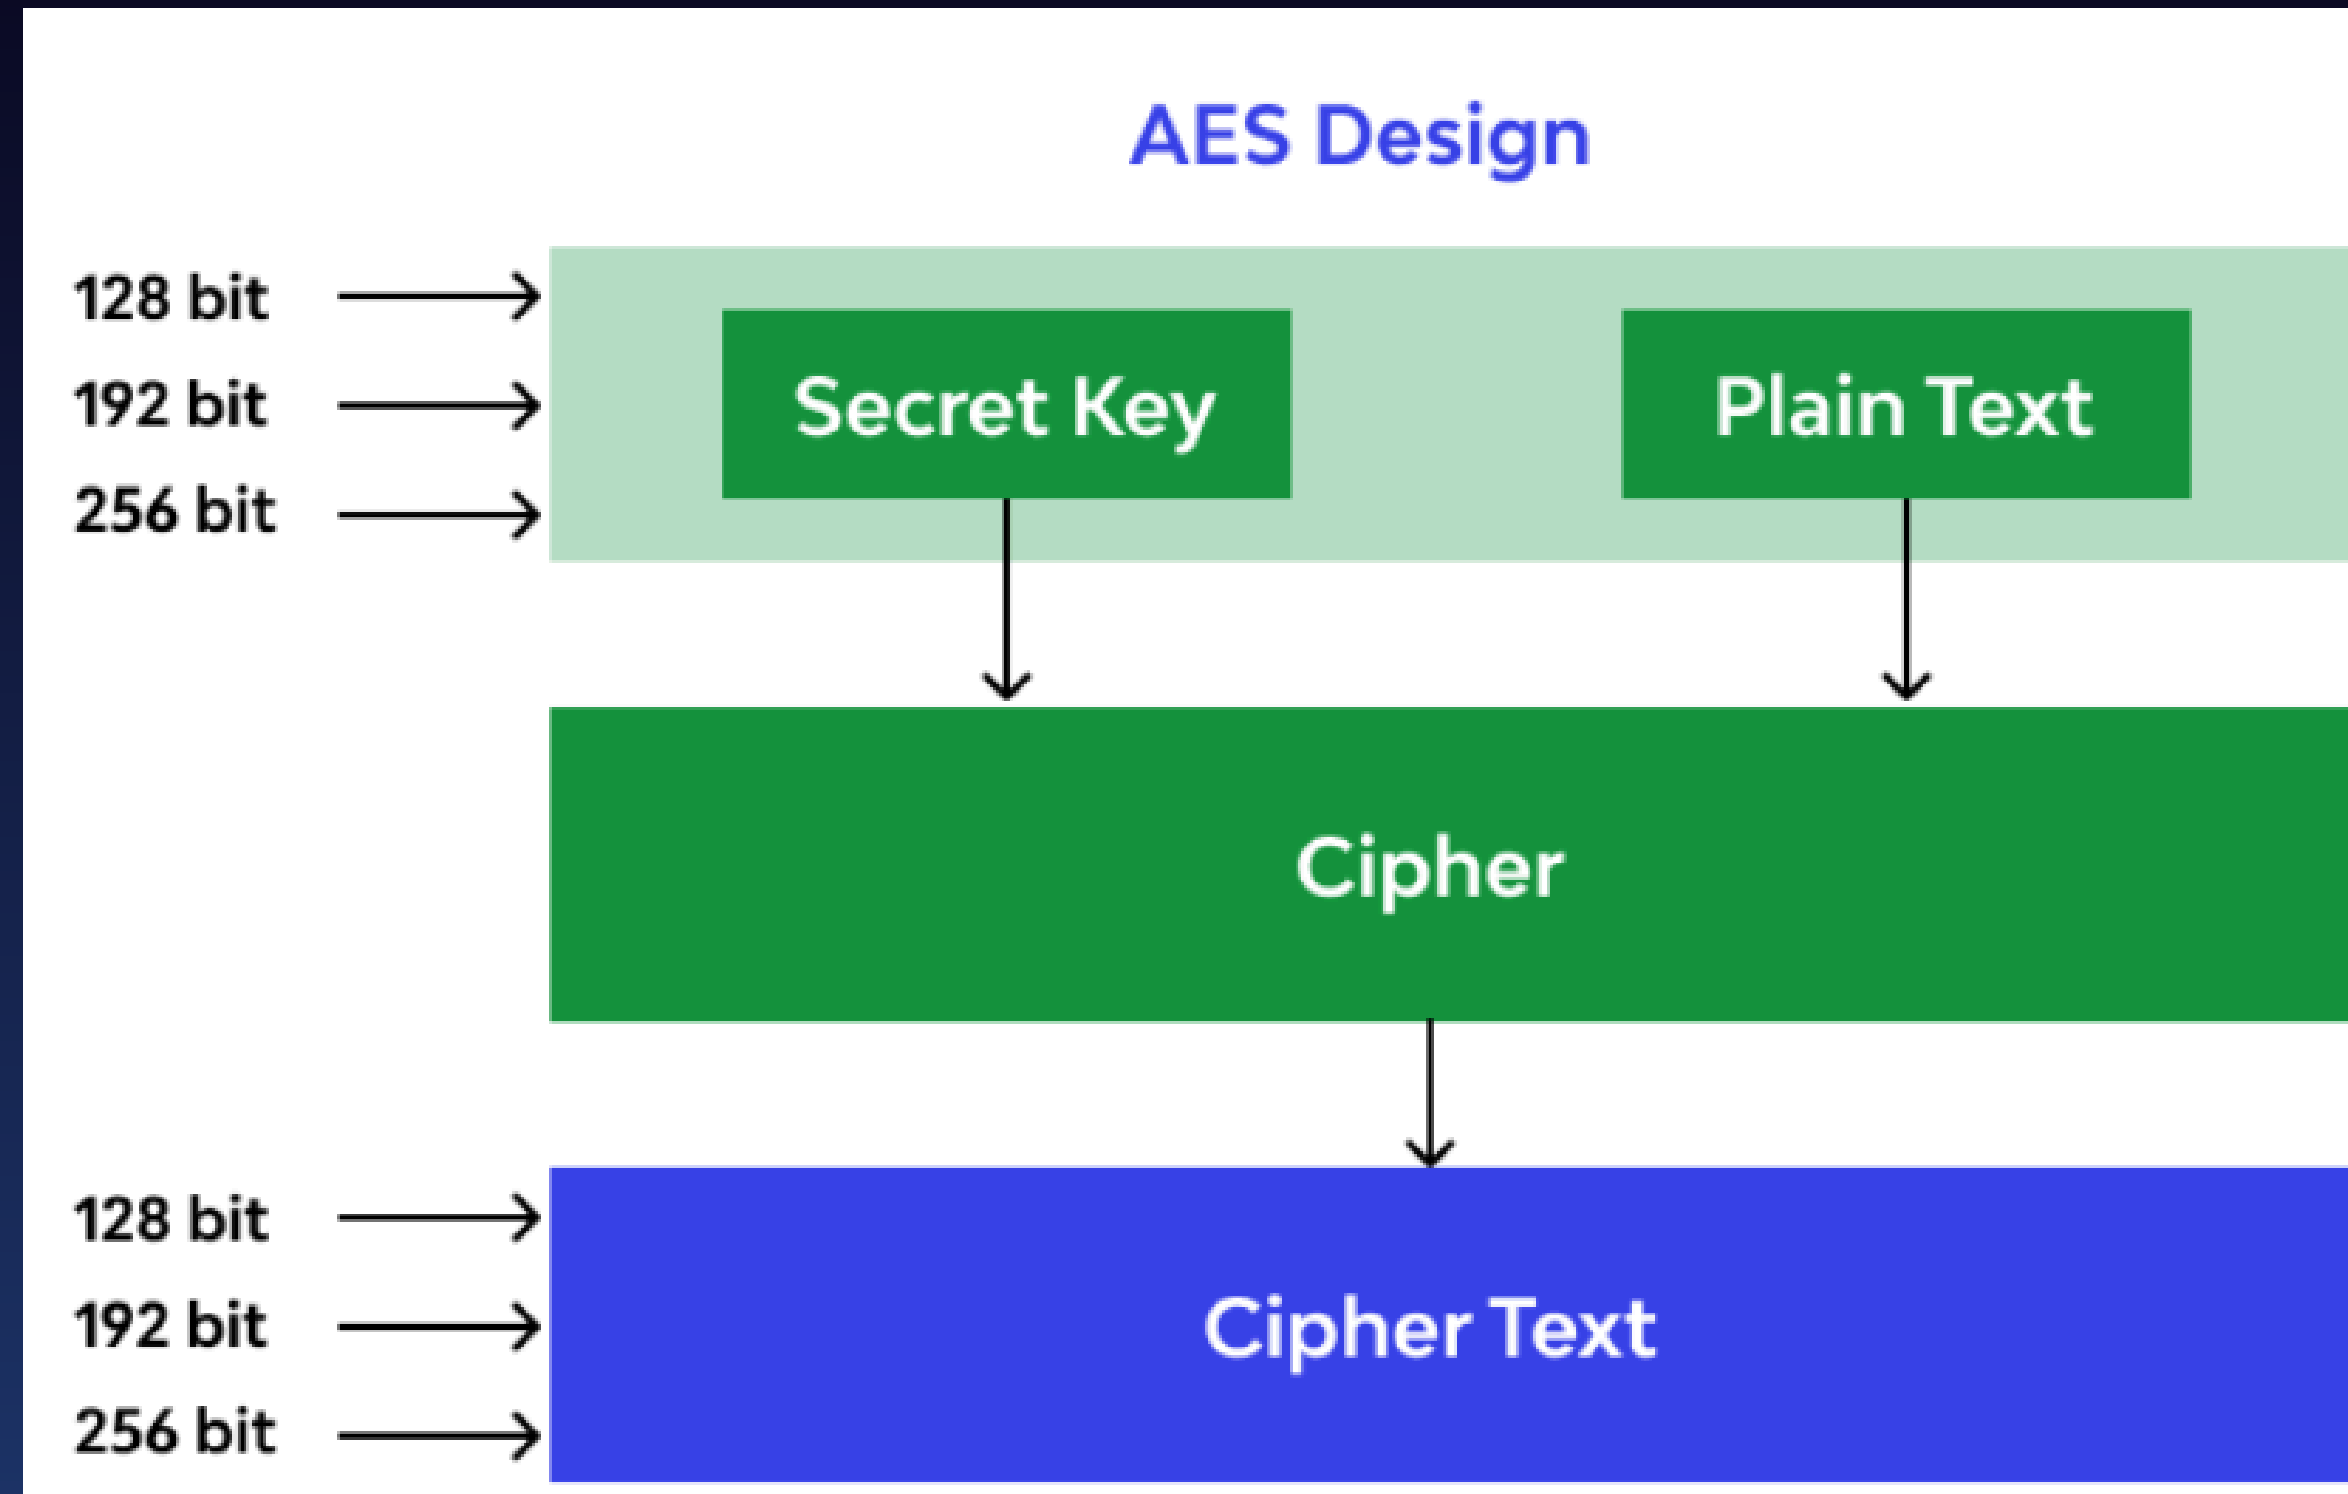 AES Design
128 bit
192 bit
256 bit
Secret Key
Plain Text
Cipher
128 bit
192 bit
256 bit
Cipher Text